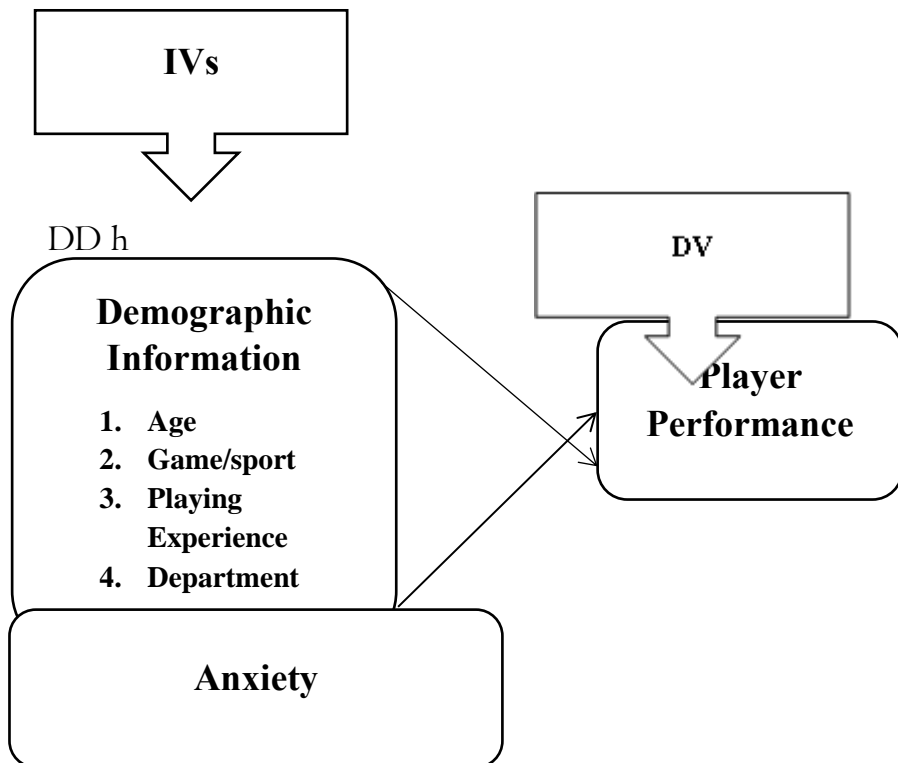 IVs
DD h
Demographic
Information
1. Age
2. Game/sport
3. Playing
Experience
4. Department
Anxiety
DV
Player
Performance